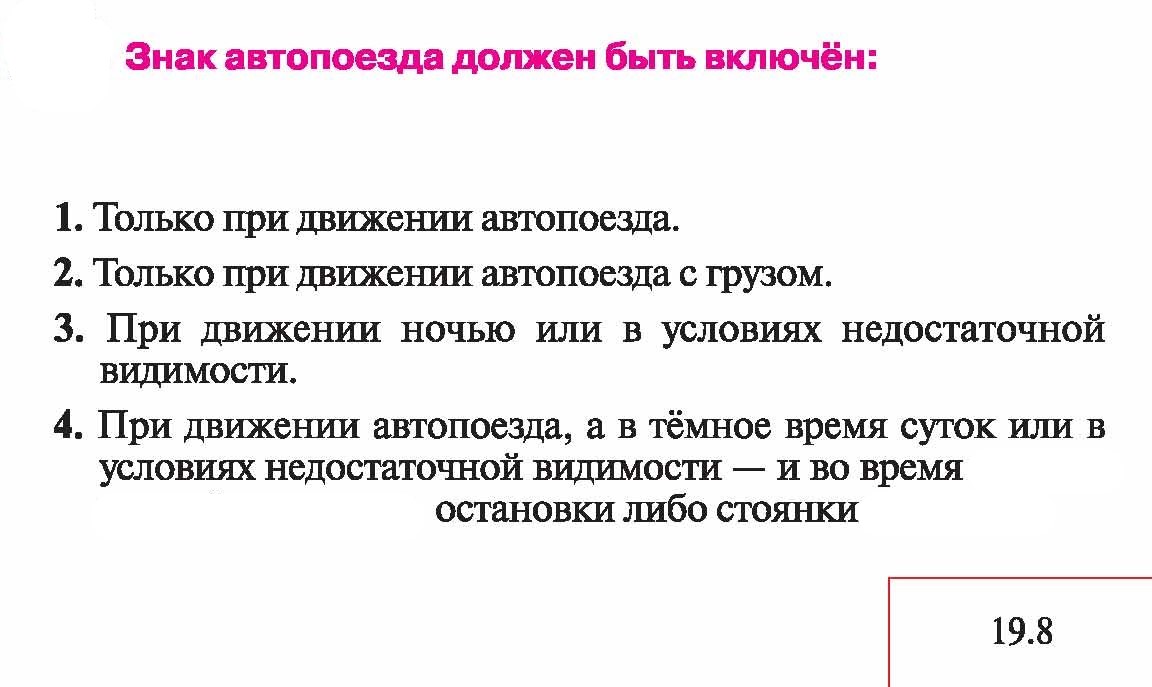 Знак автопоезда должен быть включён:
1. Только при движении автопоезда.
2. Только при движении автопоезда с грузом.
3. При движении ночью или в условиях недостаточной
видимости.
4. При движении автопоезда, а в тёмное время суток или в
условиях недостаточной видимости — и во время
остановки либо стоянки
19.8